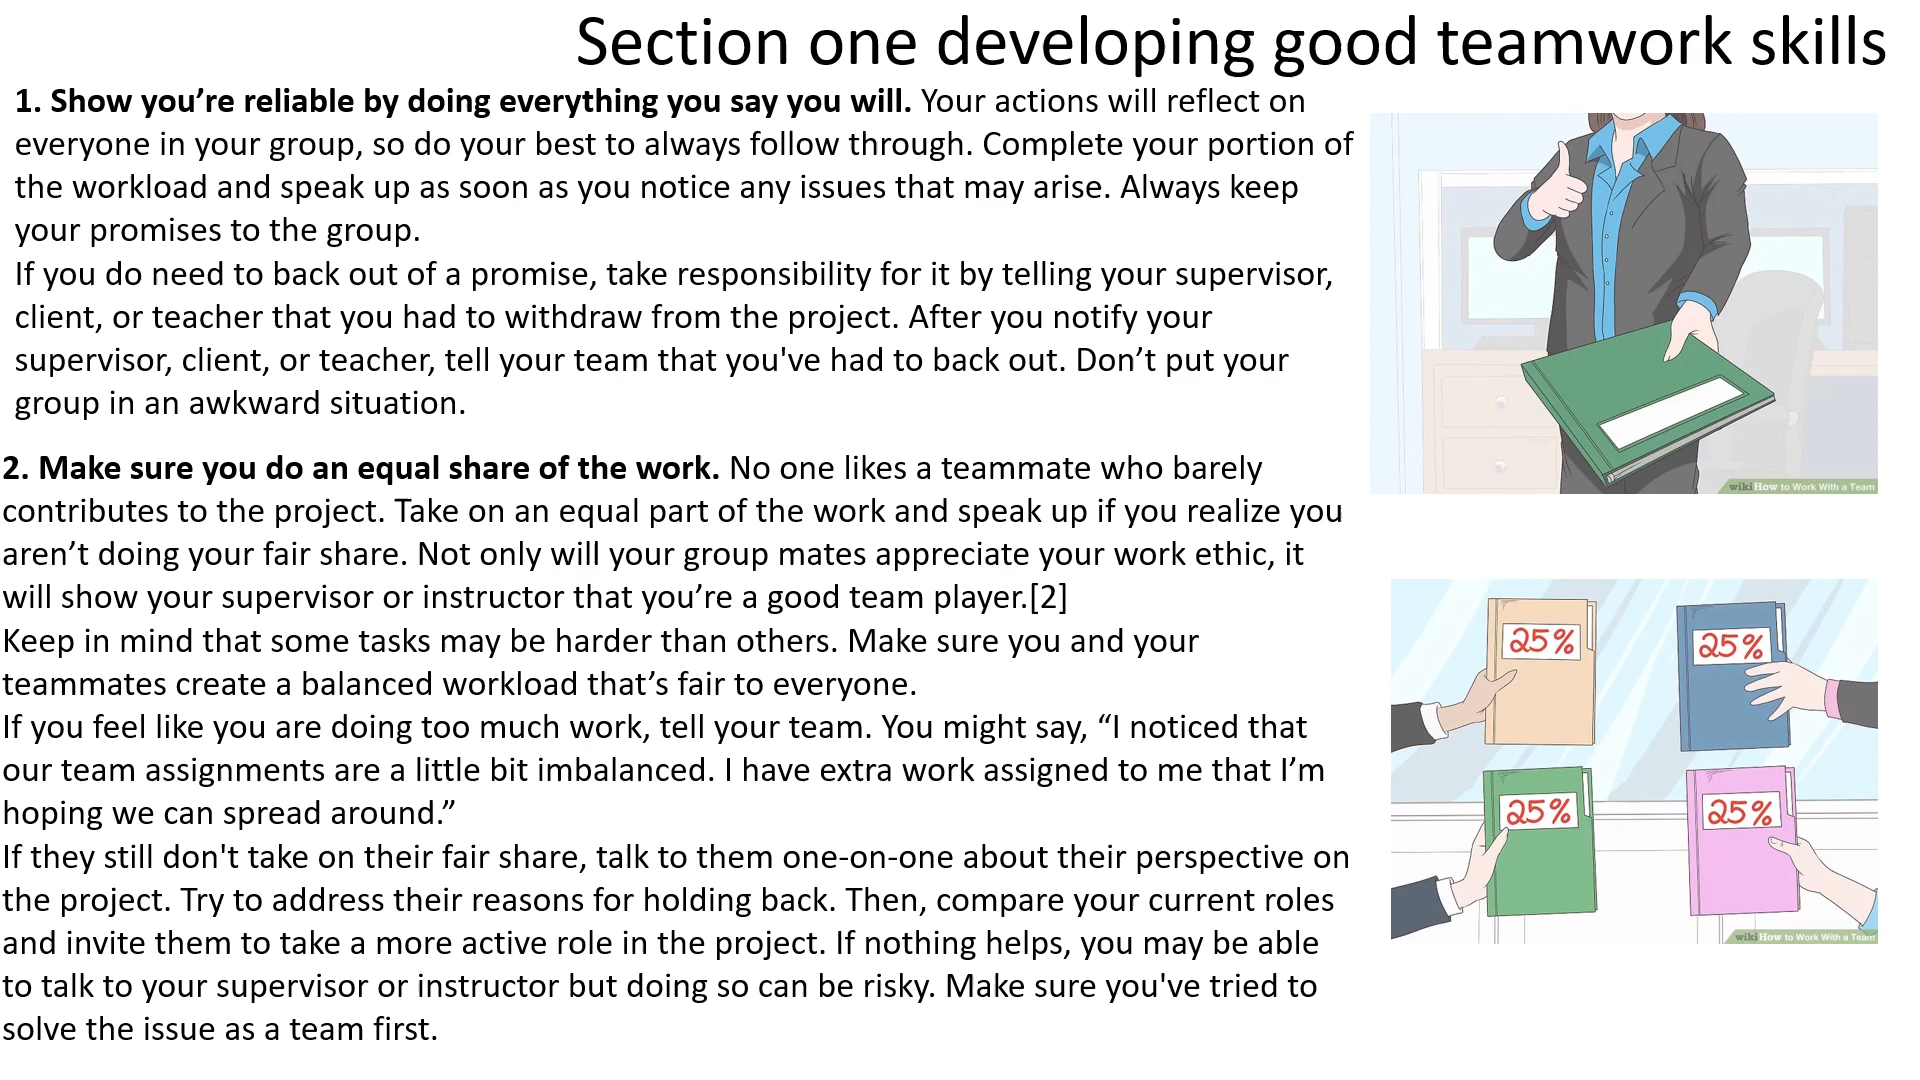 Section one developing good teamwork skills
1. Show you’re reliable by doing everything you say you will. Your actions will reflect on
everyone in your group, so do your best to always follow through. Complete your portion of
the workload and speak up as soon as you notice any issues that may arise. Always keep
your promises to the group.
If you do need to back out of a promise, take responsibility for it by telling your supervisor,
client, or teacher that you had to withdraw from the project. After you notify your
supervisor, client, or teacher, tell your team that you've had to back out. Don’t put your
group in an awkward situation.
wikiHow to Work With a Team
2. Make sure you do an equal share of the work. No one likes a teammate who barely
contributes to the project. Take on an equal part of the work and speak up if you realize you
aren’t doing your fair share. Not only will your group mates appreciate your work ethic, it
will show your supervisor or instructor that you’re a good team player.[2]
Keep in mind that some tasks may be harder than others. Make sure you and your
teammates create a balanced workload that’s fair to everyone.
If you feel like you are doing too much work, tell your team. You might say, “I noticed that
our team assignments are a little bit imbalanced. I have extra work assigned to me that I’m
hoping we can spread around.”
If they still don't take on their fair share, talk to them one-on-one about their perspective on
the project. Try to address their reasons for holding back. Then, compare your current roles
and invite them to take a more active role in the project. If nothing helps, you may be able
to talk to your supervisor or instructor but doing so can be risky. Make sure you've tried to
solve the issue as a team first.
25%
25%
25%
25%
wikiHow to Work With a Team